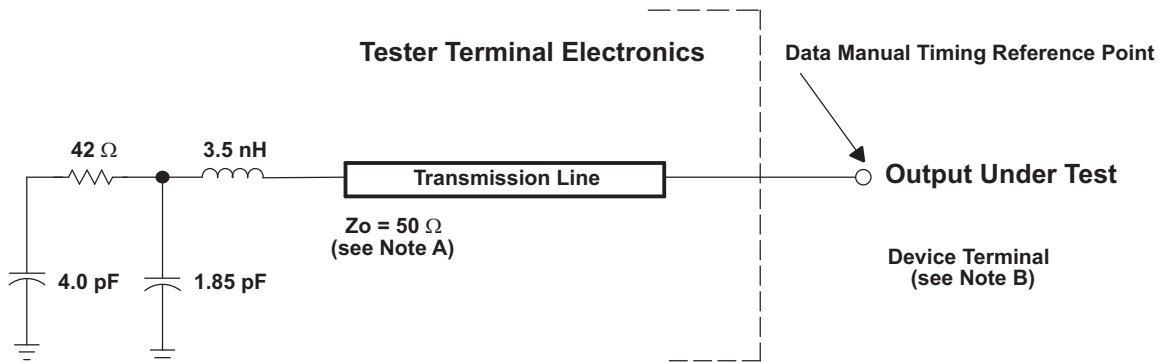 Tester Terminal Electronics
Data Manual Timing Reference Point
42 Ω
3.5 nH
Transmission Line
Output Under Test
Zo = 50 Ω
(see Note A)
4.0 pF
1.85 pF
Device Terminal
(see Note B)